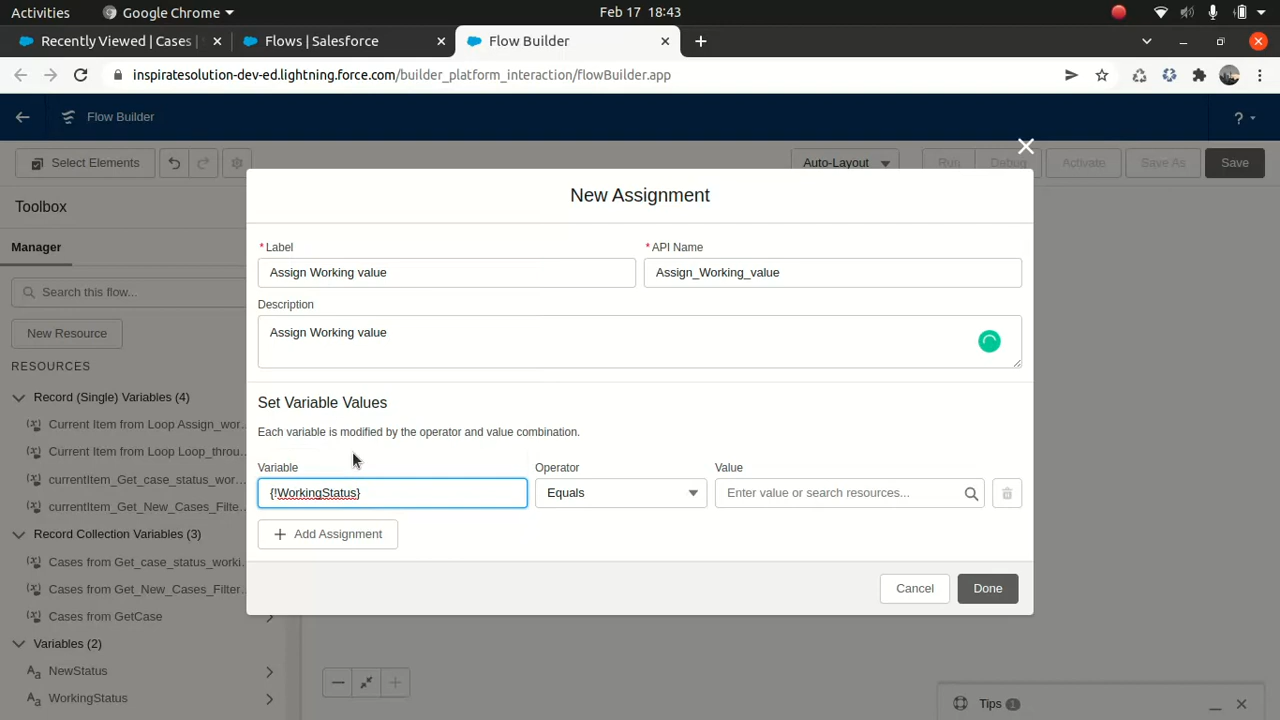 Activities
Google Chrome
Feb 17 18:43
Recently Viewed | Cases |
Flows | Salesforce
Flow Builder
inspiratesolution-dev-ed.lightning.force.com/builder_platform_interaction/flowBuilder.app
Flow Builder
?
Select Elements
Auto-Layout
Run
Debug
Activate
Save As
Save
Toolbox
New Assignment
Manager
* Label
* API Name
Assign Working value
Assign_Working_value
Search this flow...
Description
Assign Working value
New Resource
RESOURCES
Record (Single) Variables (4)
Set Variable Values
Current Item from Loop Assign_wor...
Each variable is modified by the operator and value combination.
Current Item from Loop Loop_throu...
Variable
Operator
Value
currentItem_Get_case_status_wor...
{!WorkingStatus}
Equals
Enter value or search resources...
currentItem_Get_New_Cases_Filte...
Record Collection Variables (3)
Add Assignment
Cases from Get_case_status_worki...
Cases from Get_New_Cases_Filter...
Cancel
Done
Cases from GetCase
Variables (2)
NewStatus
WorkingStatus
Tips 1